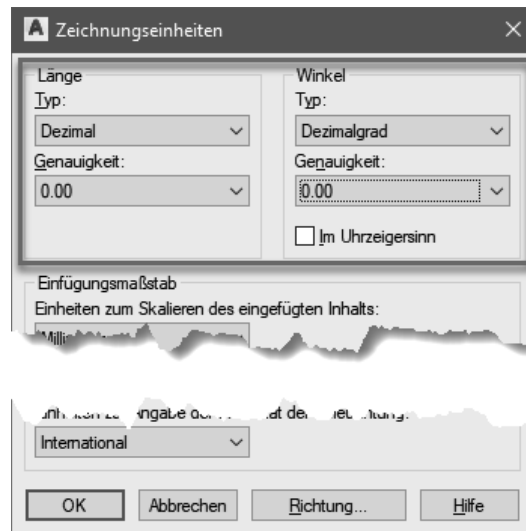 A Zeichnungseinheiten
Länge
Typ:
Dezimal
Genauigkeit:
0.00
Winkel
Typ:
Dezimalgrad
Genauigkeit:
0.00
Im Uhrzeigersinn
Einfügungsmaßstab
Einheiten zum Skalieren des eingefügten Inhalts:
International
OK Abbrechen Richtung... Hilfe